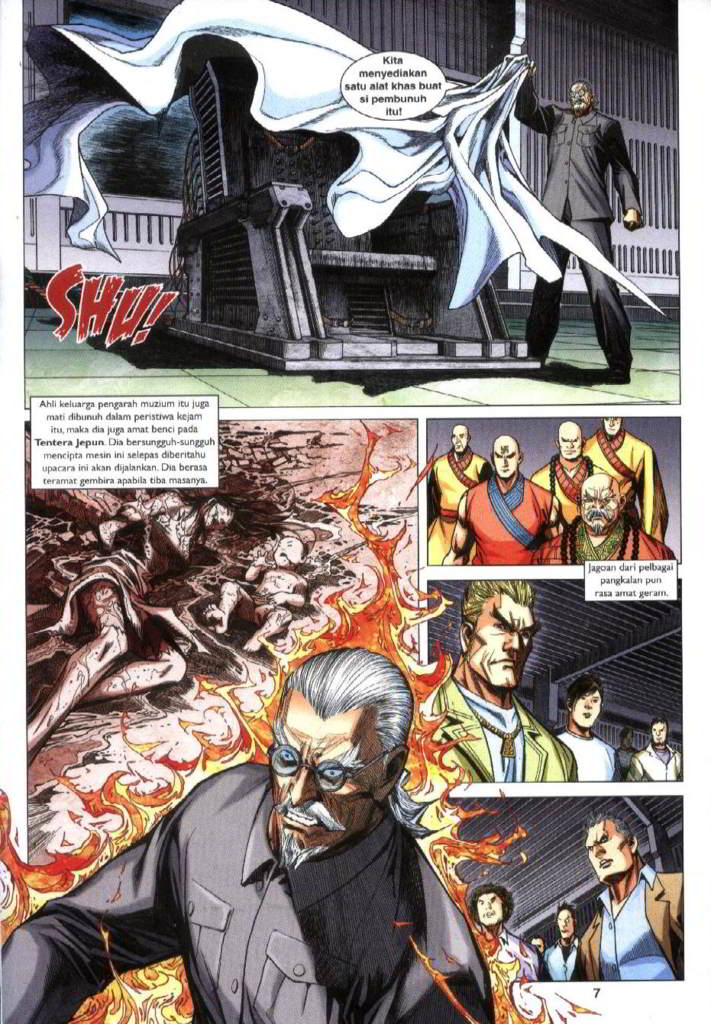 Kita
menyediakan
satu alat khas buat
si pembunuh
itu!
SHU!
Ahli keluarga pengarah muzium itu juga
mati dibunuh dalam peristiwa kejam
itu, maka dia juga amat benci pada
Tentera Jepun. Dia bersungguh-sungguh
mencipta mesin ini selepas diberitahu
upacara ini akan dijalankan. Dia berasa
teramat gembira apabila tiba masanya.
Jagoan dari pelbagai
pangkalan pun
rasa amat geram.
7